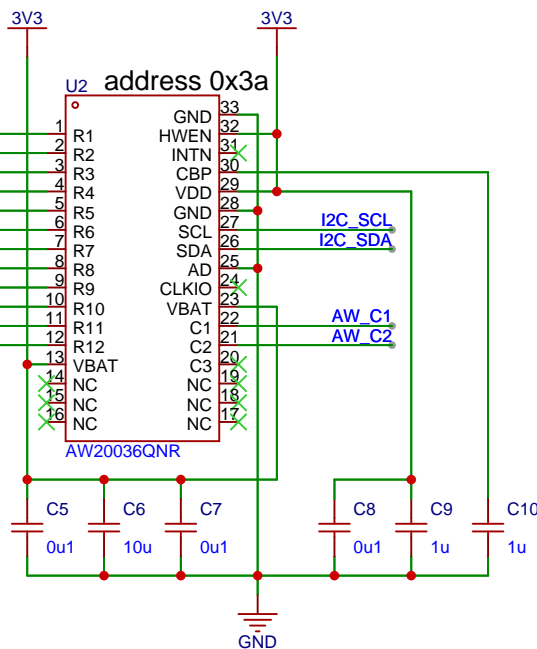 3V3
3V3
U2
address 0x3a
GND 33
1 R1
HWEN 32
2 R2
INTN 31
3 R3
CBP 30
4 R4
VDD 29
5 R5
GND 28
6 R6
SCL 27
I2C_SCL
7 R7
SDA 26
I2C_SDA
8 R8
AD 25
9 R9
CLKIO 24
10 R10
VBAT 23
11 R11
C1 22
AW_C1
12 R12
C2 21
AW_C2
13 VBAT
C3 20
14 NC
NC 19
15 NC
NC 18
16 NC
NC 17
AW20036QNR
C5
C6
C7
C8
C9
C10
0u1
10u
0u1
0u1
1u
1u
GND